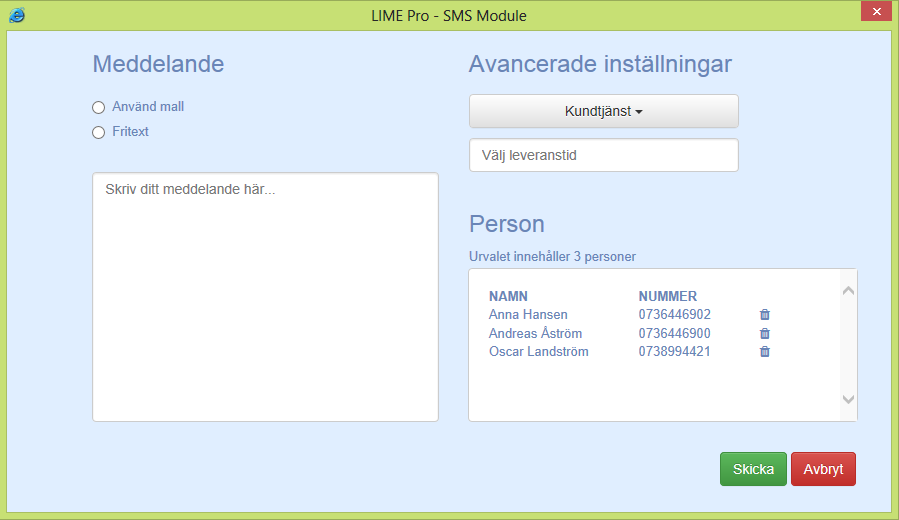 LIME Pro - SMS Module
Meddelande
Använd mall
Fritext
Skriv ditt meddelande här...
Avancerade inställningar
Kundtjänst
Välj leveranstid
Person
Urvalet innehåller 3 personer
NAMN NUMMER
Anna Hansen 0736446902
Andreas Åström 0736446900
Oscar Landström 0738994421
Skicka Avbryt